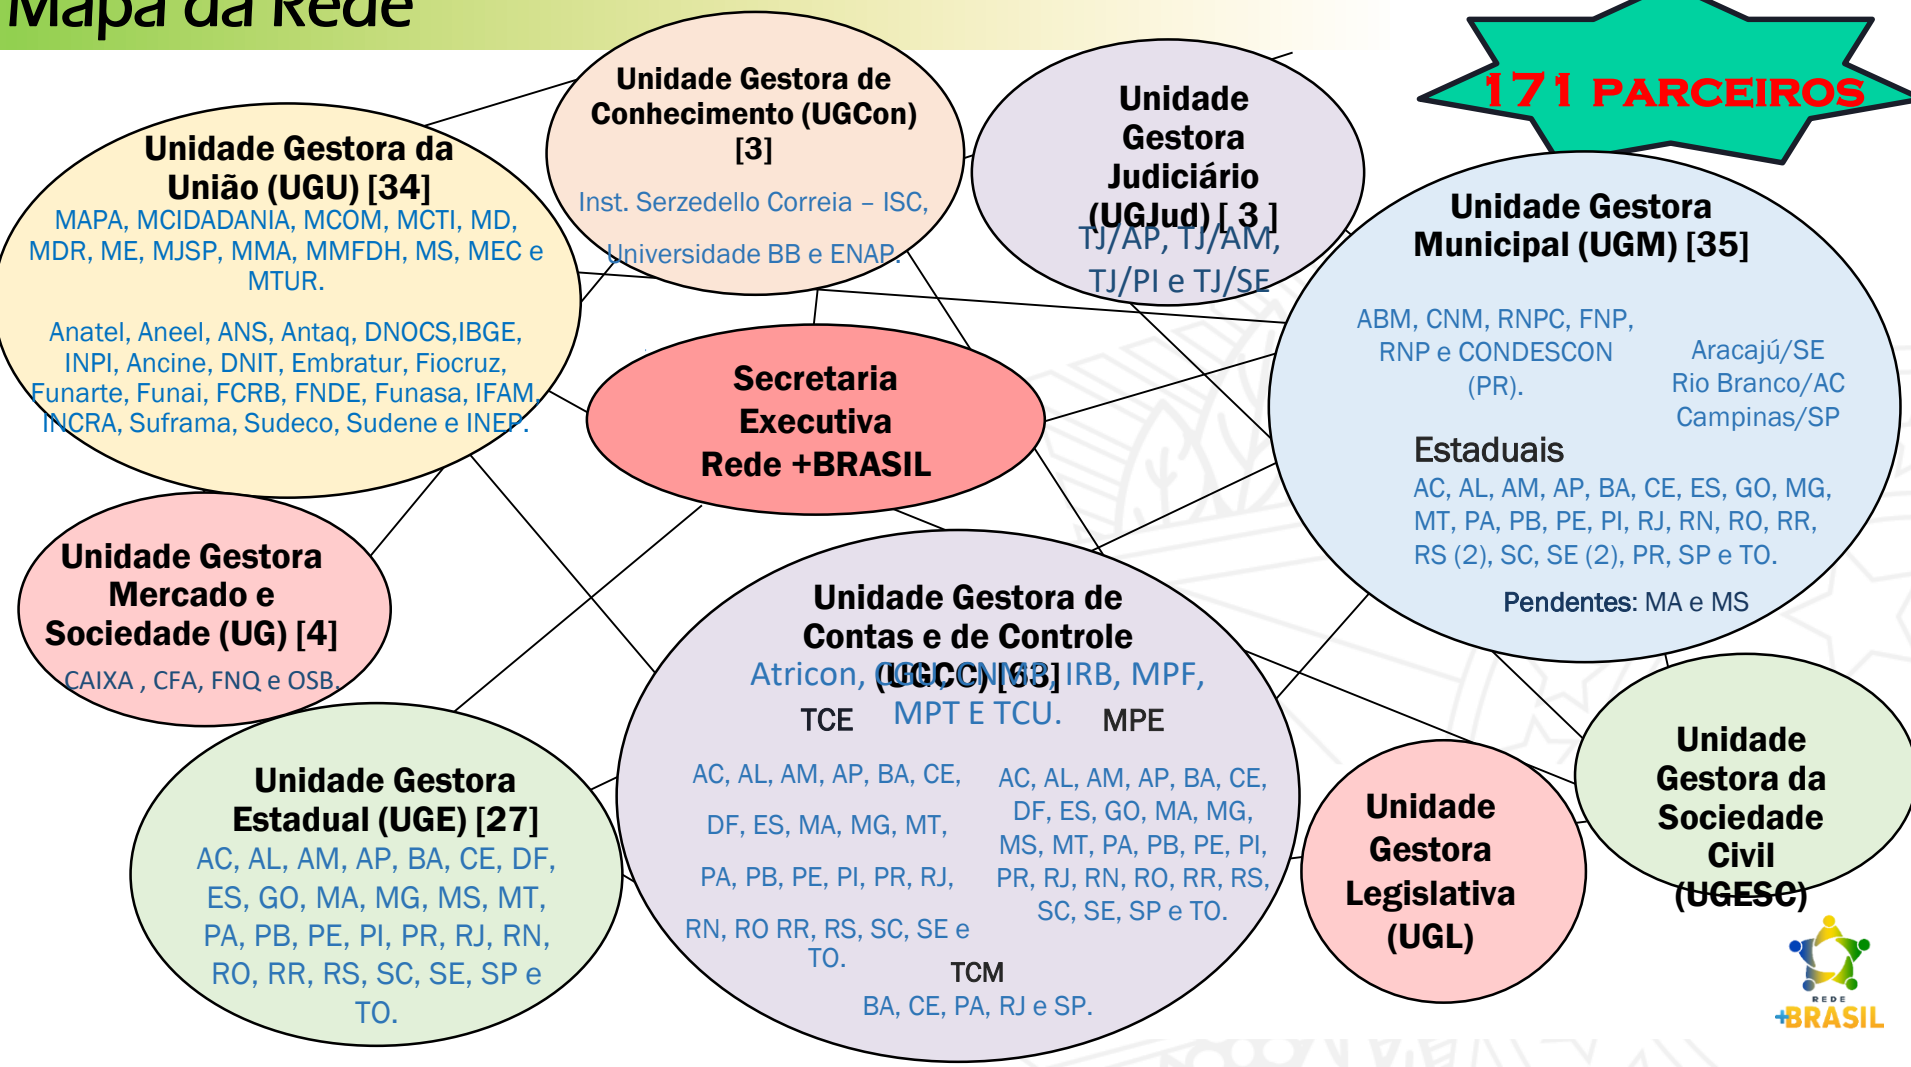 Mapa da Rede
171 PARCEIROS
Unidade Gestora de
Conhecimento (UGCon)
[3]
Inst. Serzedello Correia – ISC,
Universidade BB e ENAP.
Unidade
Gestora
Judiciário
(UGJud) [ 3 ]
TJ/AP, TJ/AM,
TJ/PI e TJ/SE
Unidade Gestora da
União (UGU) [34]
MAPA, MCIDADANIA, MCOM, MCTI, MD,
MDR, ME, MJSP, MMA, MMFDH, MS, MEC e
MTUR.
Anatel, Aneel, ANS, Antaq, DNOCS,IBGE,
INPI, Ancine, DNIT, Embratur, Fiocruz,
Funarte, Funai, FCRB, FNDE, Funasa, IFAM,
INCRA, Suframa, Sudeco, Sudene e INEP.
Unidade Gestora
Municipal (UGM) [35]
ABM, CNM, RNPC, FNP,
RNP e CONDESCON
(PR).
Aracajú/SE
Rio Branco/AC
Campinas/SP
Estaduais
AC, AL, AM, AP, BA, CE, ES, GO, MG,
MT, PA, PB, PE, PI, RJ, RN, RO, RR,
RS (2), SC, SE (2), PR, SP e TO.
Pendentes: MA e MS
Secretaria
Executiva
Rede +BRASIL
Unidade Gestora
Mercado e
Sociedade (UG) [4]
CAIXA , CFA, FNQ e OSB.
Unidade Gestora de
Contas e de Controle
(UGCC) [63]
Atricon, CGU, CNMP, IRB, MPF,
MPT E TCU.
TCE
AC, AL, AM, AP, BA, CE,
DF, ES, MA, MG, MT,
PA, PB, PE, PI, PR, RJ,
RN, RO RR, RS, SC, SE e
TO.
MPE
AC, AL, AM, AP, BA, CE,
DF, ES, GO, MA, MG,
MS, MT, PA, PB, PE, PI,
PR, RJ, RN, RO, RR, RS,
SC, SE, SP e TO.
TCM
BA, CE, PA, RJ e SP.
Unidade Gestora
Estadual (UGE) [27]
AC, AL, AM, AP, BA, CE, DF,
ES, GO, MA, MG, MS, MT,
PA, PB, PE, PI, PR, RJ, RN,
RO, RR, RS, SC, SE, SP e
TO.
Unidade
Gestora
Legislativa
(UGL)
Unidade
Gestora da
Sociedade
Civil
(UGESC)
REDE
+BRASIL